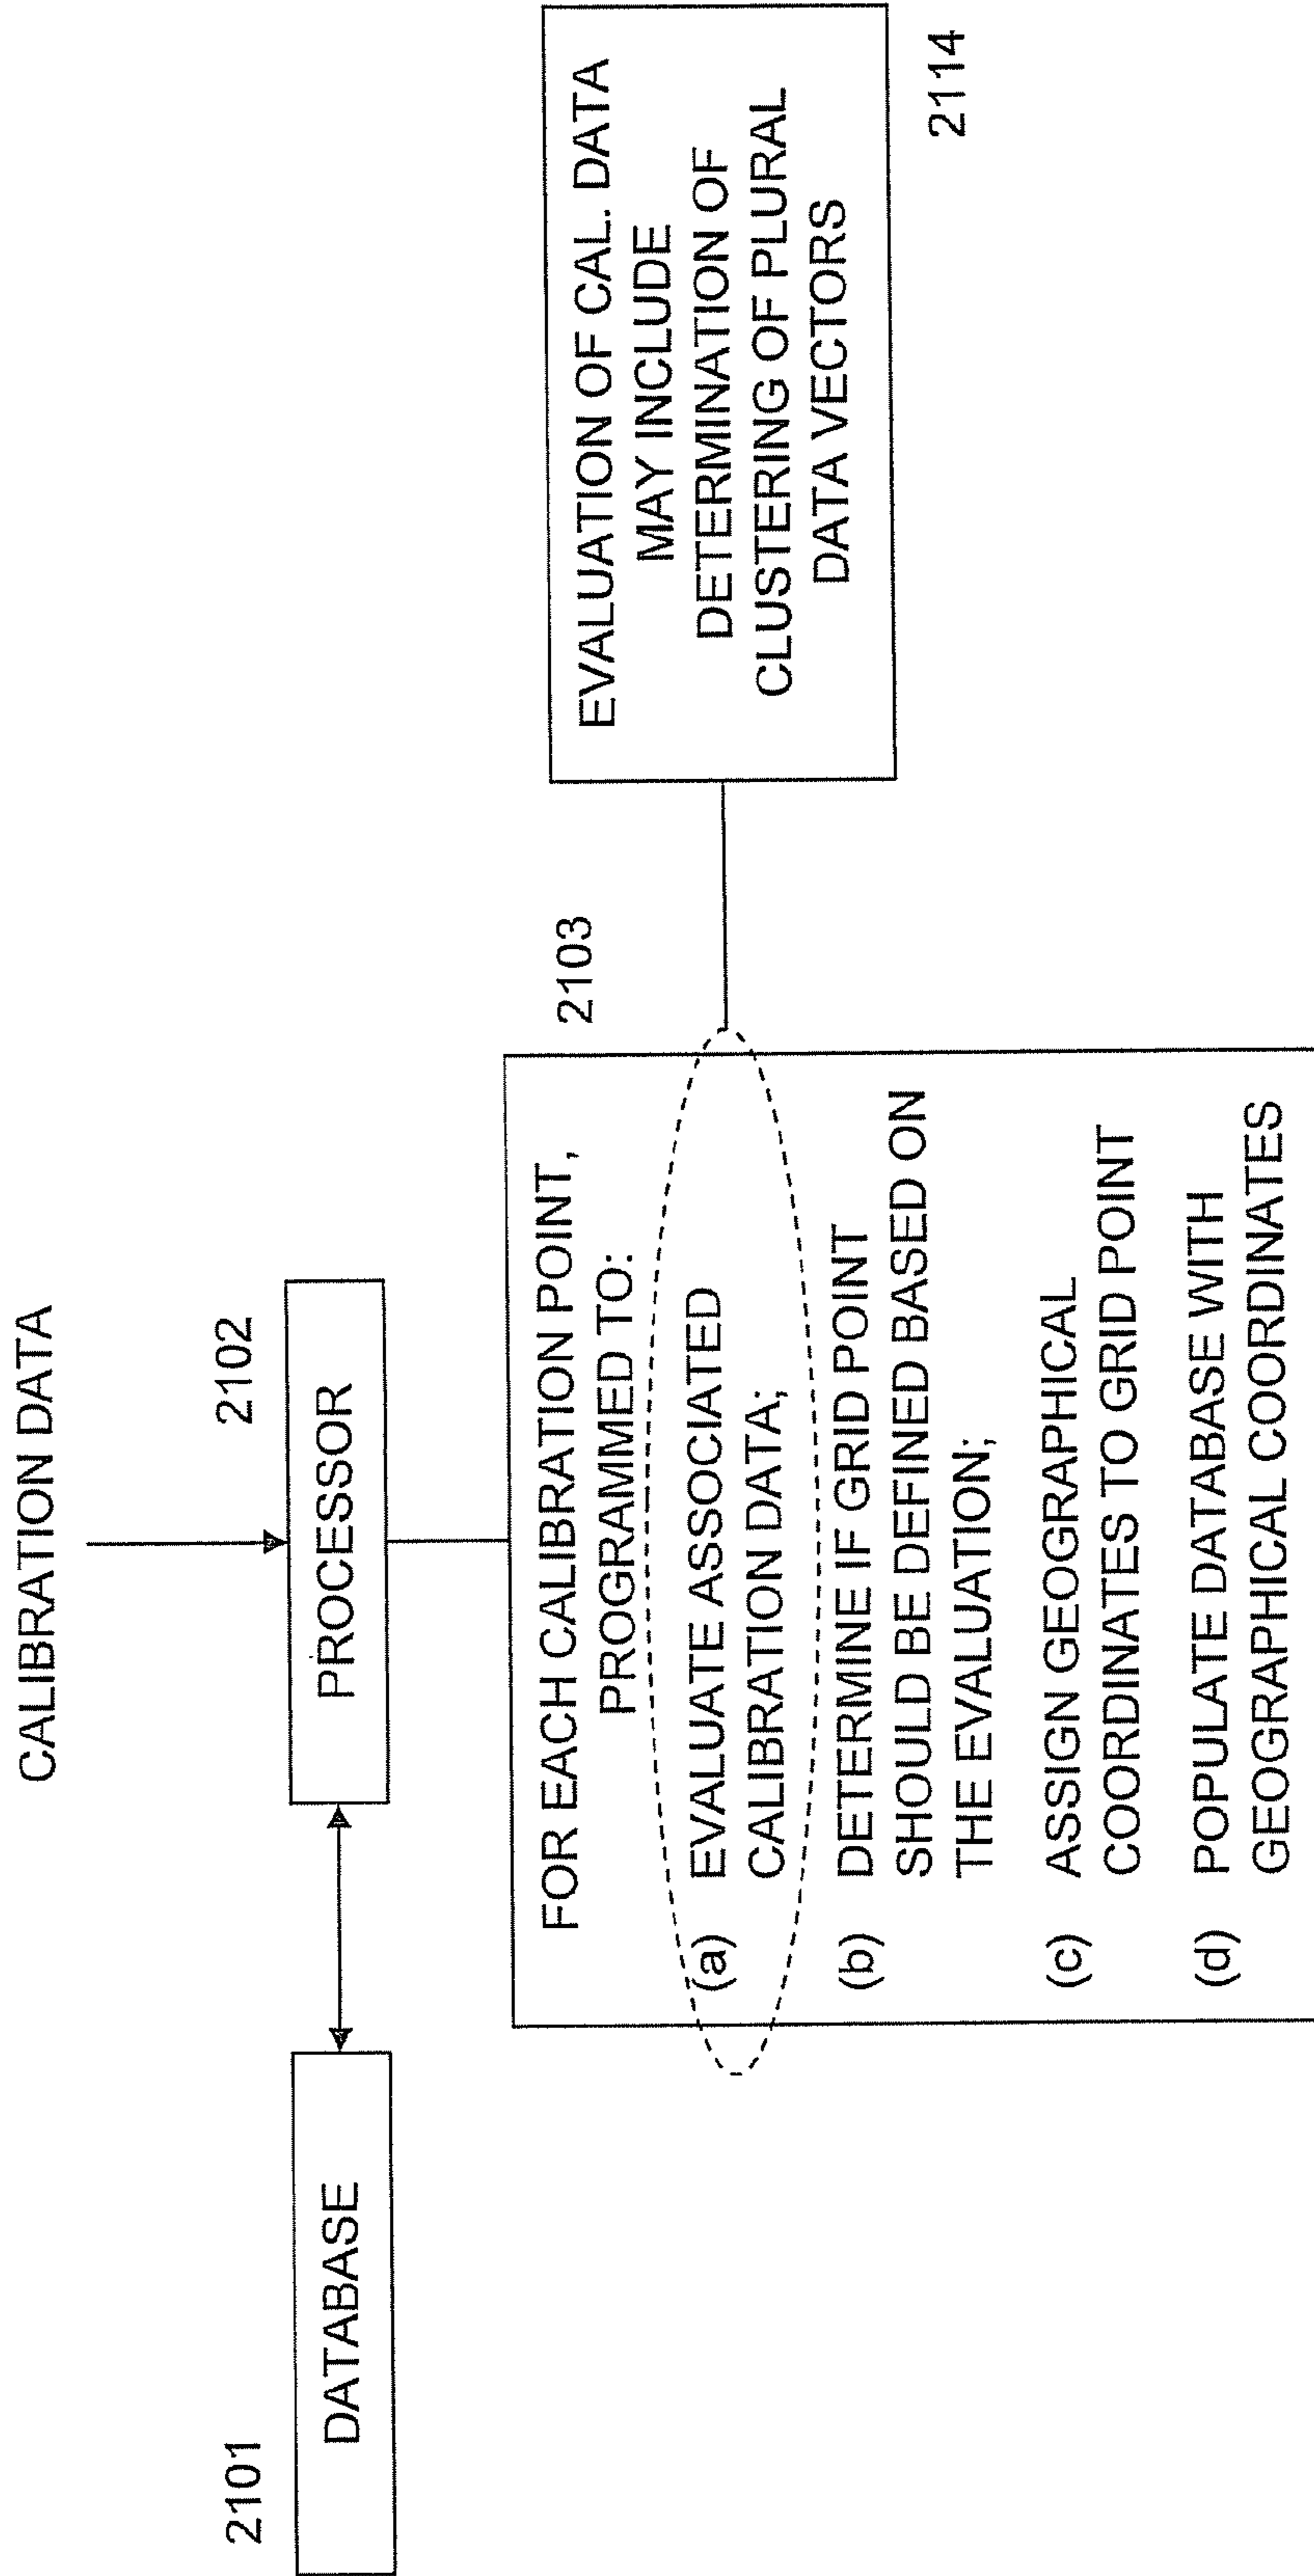 CALIBRATION DATA
2101
DATABASE
2102
PROCESSOR
2103
FOR EACH CALIBRATION POINT,
PROGRAMMED TO:
(a) EVALUATE ASSOCIATED
CALIBRATION DATA;
(b) DETERMINE IF GRID POINT
SHOULD BE DEFINED BASED ON
THE EVALUATION;
(c) ASSIGN GEOGRAPHICAL
COORDINATES TO GRID POINT
(d) POPULATE DATABASE WITH
GEOGRAPHICAL COORDINATES
EVALUATION OF CAL. DATA
MAY INCLUDE
DETERMINATION OF
CLUSTERING OF PLURAL
DATA VECTORS
2114